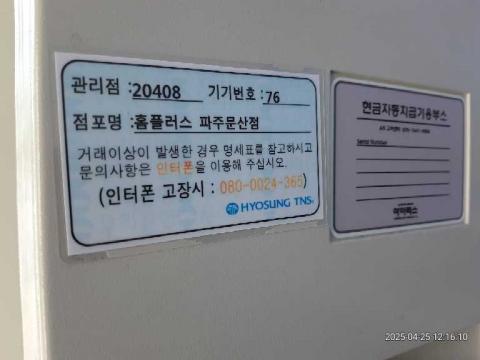 관리점 : 20408 기기번호 : 76
점포명 : 홈플러스 파주문산점
거래이상이 발생한 경우 명세표를 참고하시고
문의사항은 인터폰을 이용해 주십시오.
(인터폰 고장시 : 080-0024-365)
HYOSUNG TNS
현금자동지급기용부스
Serial Number
2025-04-25 12:16:10